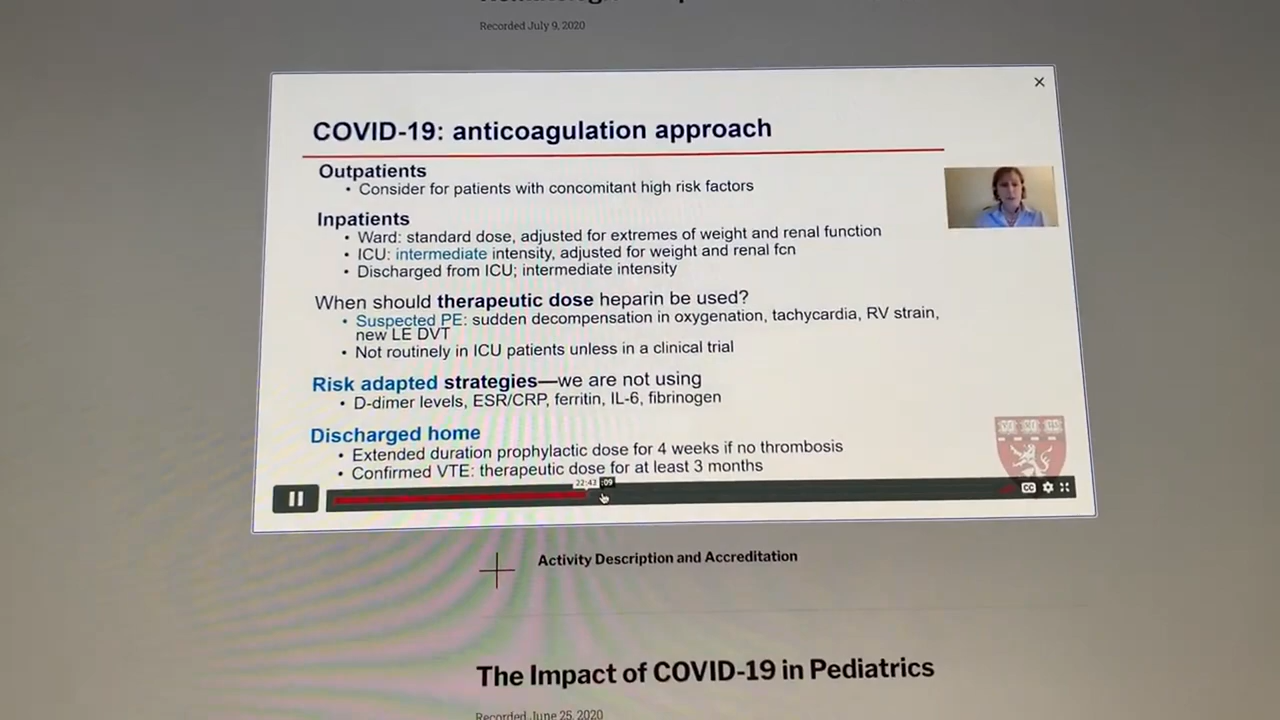 Recorded July 9, 2020
COVID-19: anticoagulation approach
Outpatients
• Consider for patients with concomitant high risk factors
Inpatients
• Ward: standard dose, adjusted for extremes of weight and renal function
• ICU: intermediate intensity, adjusted for weight and renal fcn
• Discharged from ICU; intermediate intensity
When should therapeutic dose heparin be used?
• Suspected PE: sudden decompensation in oxygenation, tachycardia, RV strain,
new LE DVT
• Not routinely in ICU patients unless in a clinical trial
Risk adapted strategies—we are not using
• D-dimer levels, ESR/CRP, ferritin, IL-6, fibrinogen
Discharged home
• Extended duration prophylactic dose for 4 weeks if no thrombosis
• Confirmed VTE: therapeutic dose for at least 3 months
22:43 :09
CC
Activity Description and Accreditation
The Impact of COVID-19 in Pediatrics
Recorded June 25, 2020